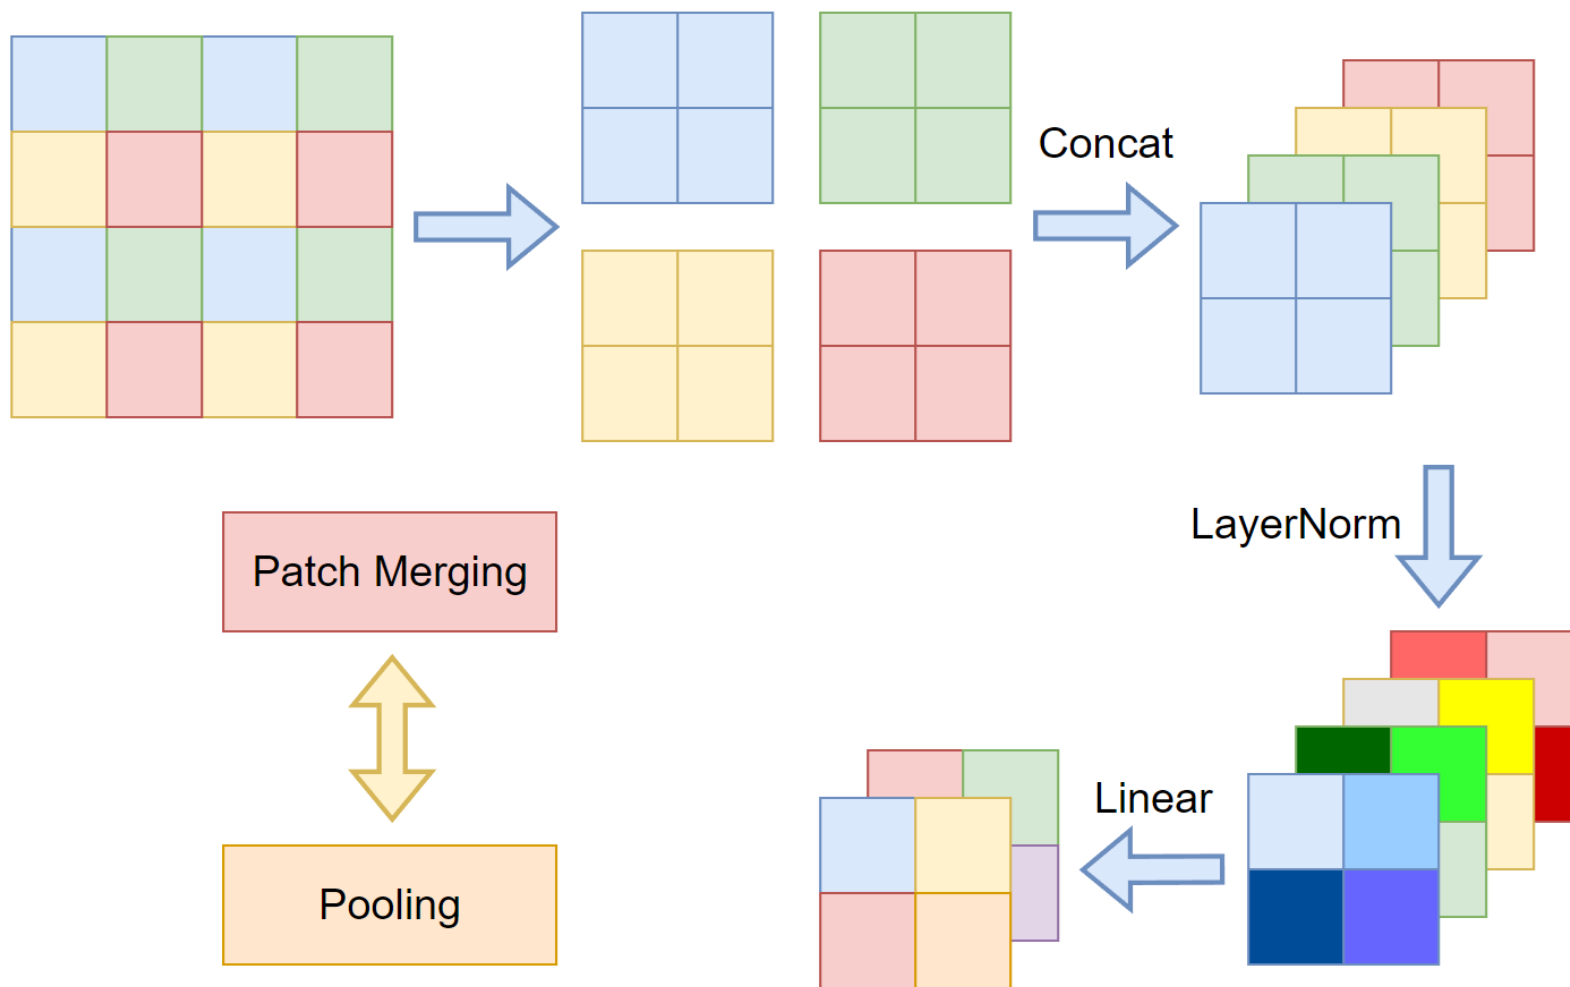 Concat
LayerNorm
Patch Merging
Linear
Pooling